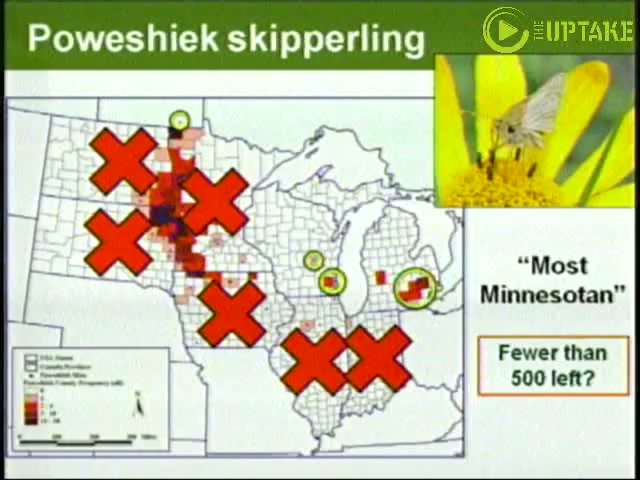 Poweshiek skipperling
THE UPTAKE
"Most
Minnesotan"
Fewer than
500 left?